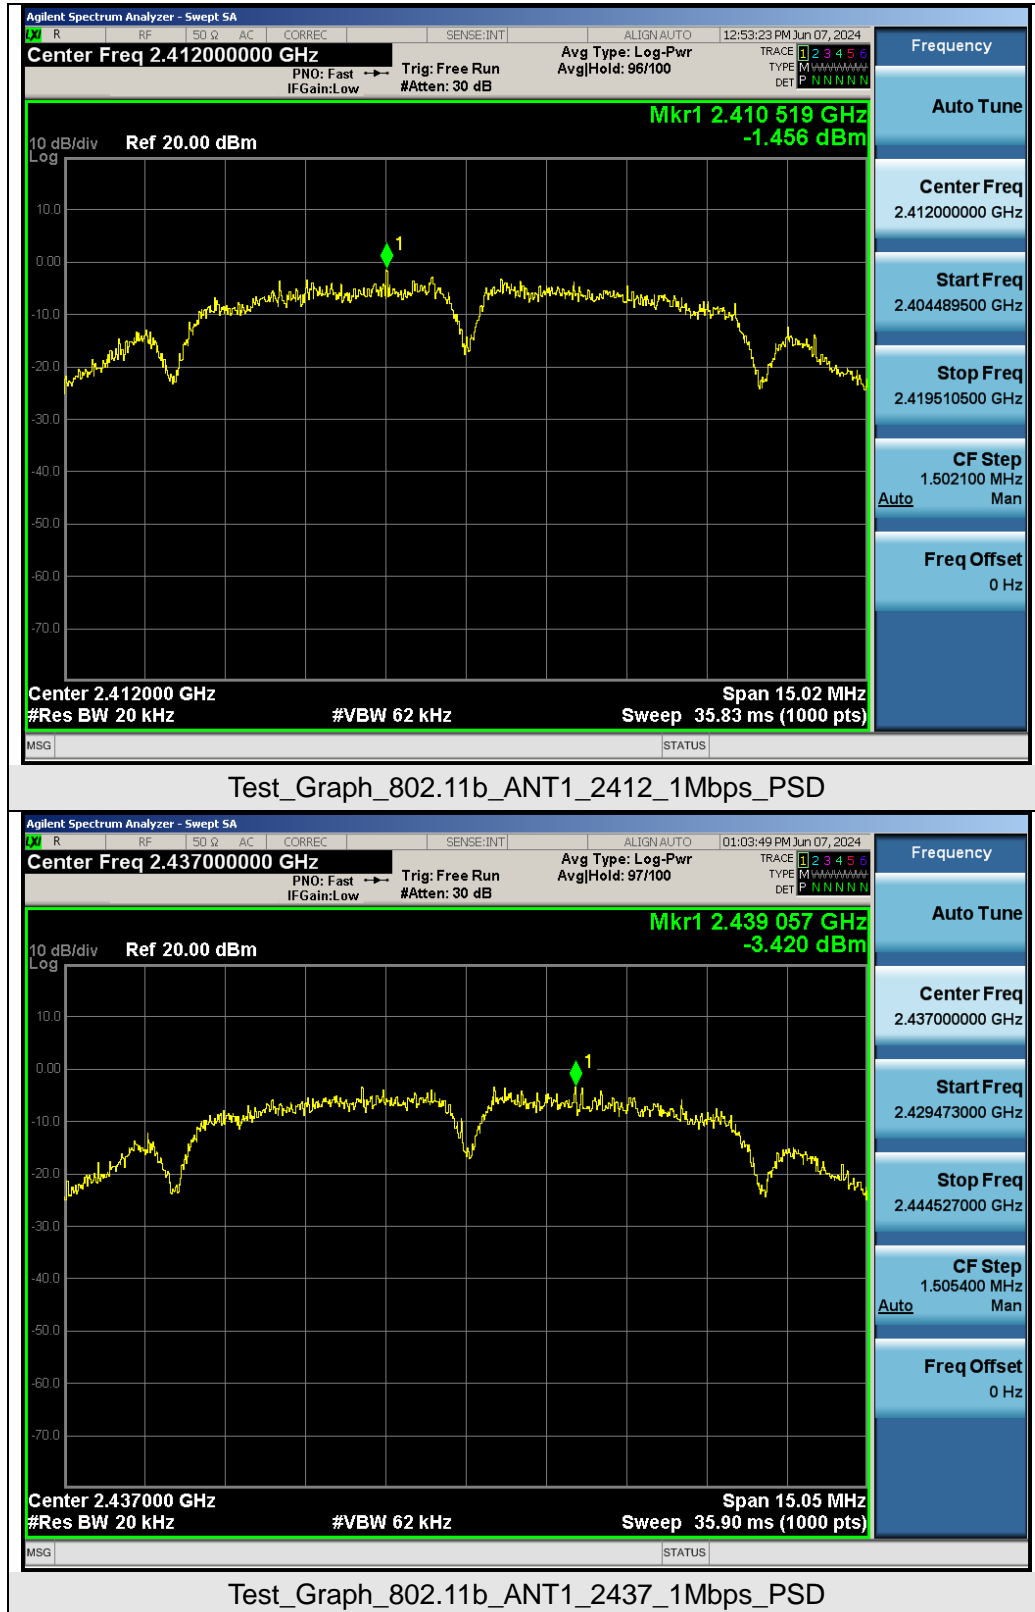 Agilent Spectrum Analyzer - Swept SA
LXI R RF 50 Ω AC CORREC SENSE:INT ALIGN AUTO 12:53:23 PM Jun 07, 2024
Center Freq 2.412000000 GHz
PNO: Fast
IFGain:Low
Trig: Free Run
#Atten: 30 dB
Avg Type: Log-Pwr
Avg|Hold: 96/100
TRACE 1 2 3 4 5 6
TYPE M WWWWW
DET P N N N N N
Mkr1 2.410 519 GHz
-1.456 dBm
10 dB/div Ref 20.00 dBm
Log
10.0
1
0.00
-10.0
-20.0
-30.0
-40.0
-50.0
-60.0
-70.0
Center 2.412000 GHz Span 15.02 MHz
#Res BW 20 kHz #VBW 62 kHz Sweep 35.83 ms (1000 pts)
MSG STATUS
Frequency
Auto Tune
Center Freq
2.412000000 GHz
Start Freq
2.404489500 GHz
Stop Freq
2.419510500 GHz
CF Step
1.502100 MHz
Auto Man
Freq Offset
0 Hz
Test_Graph_802.11b_ANT1_2412_1Mbps_PSD
Agilent Spectrum Analyzer - Swept SA
LXI R RF 50 Ω AC CORREC SENSE:INT ALIGN AUTO 01:03:49 PM Jun 07, 2024
Center Freq 2.437000000 GHz
PNO: Fast
IFGain:Low
Trig: Free Run
#Atten: 30 dB
Avg Type: Log-Pwr
Avg|Hold: 97/100
TRACE 1 2 3 4 5 6
TYPE M WWWWW
DET P N N N N N
Mkr1 2.439 057 GHz
-3.420 dBm
10 dB/div Ref 20.00 dBm
Log
10.0
1
0.00
-10.0
-20.0
-30.0
-40.0
-50.0
-60.0
-70.0
Center 2.437000 GHz Span 15.05 MHz
#Res BW 20 kHz #VBW 62 kHz Sweep 35.90 ms (1000 pts)
MSG STATUS
Frequency
Auto Tune
Center Freq
2.437000000 GHz
Start Freq
2.429473000 GHz
Stop Freq
2.444527000 GHz
CF Step
1.505400 MHz
Auto Man
Freq Offset
0 Hz
Test_Graph_802.11b_ANT1_2437_1Mbps_PSD